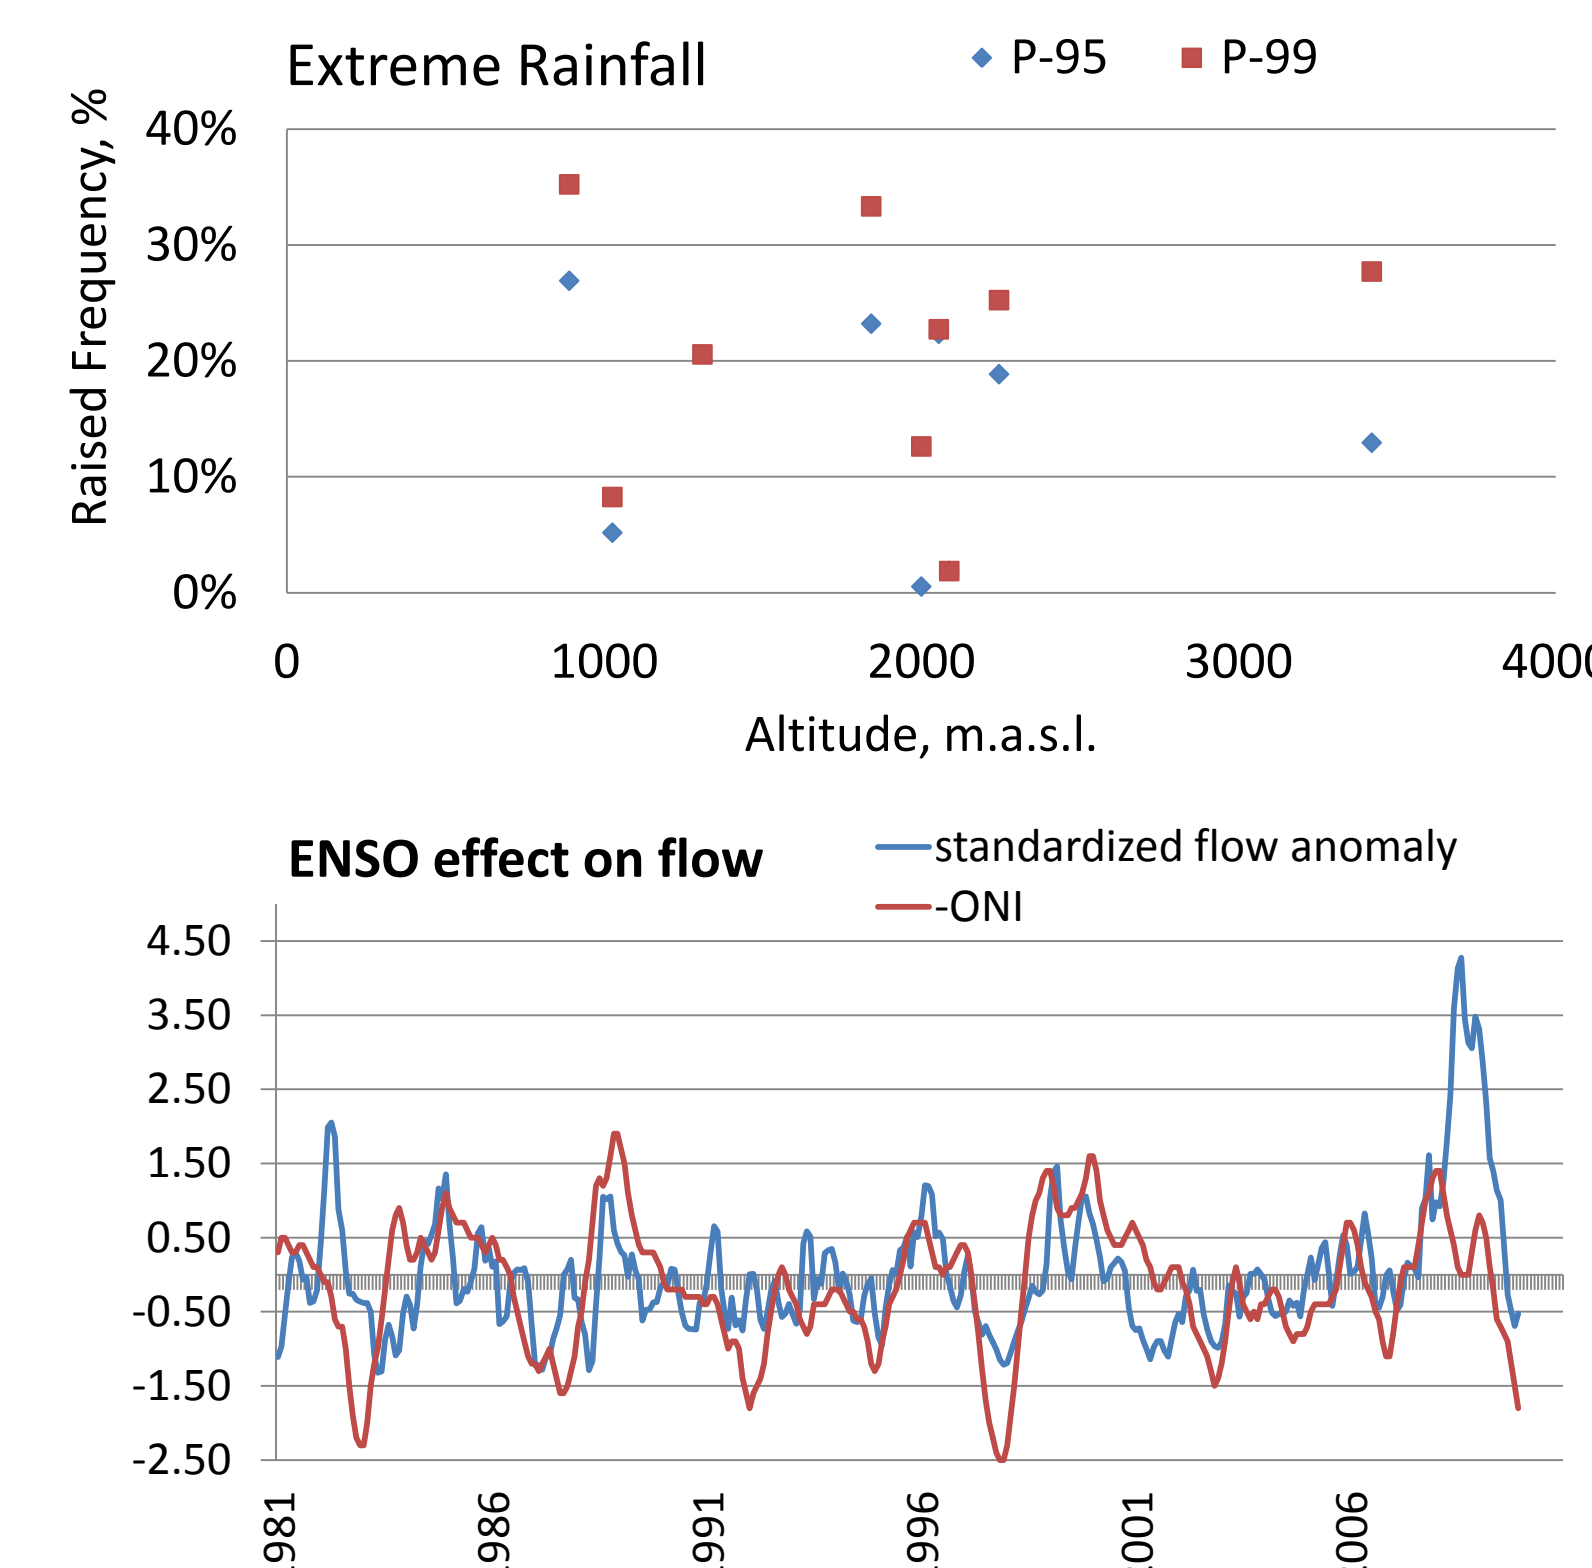 Extreme Rainfall
P-95
P-99
Raised Frequency, %
40%
30%
20%
10%
0%
0 1000 2000 3000
Altitude, m.a.s.l.
ENSO effect on flow
standardized flow anomaly
-ONI
4.50
3.50
2.50
1.50
0.50
-0.50
-1.50
-2.50